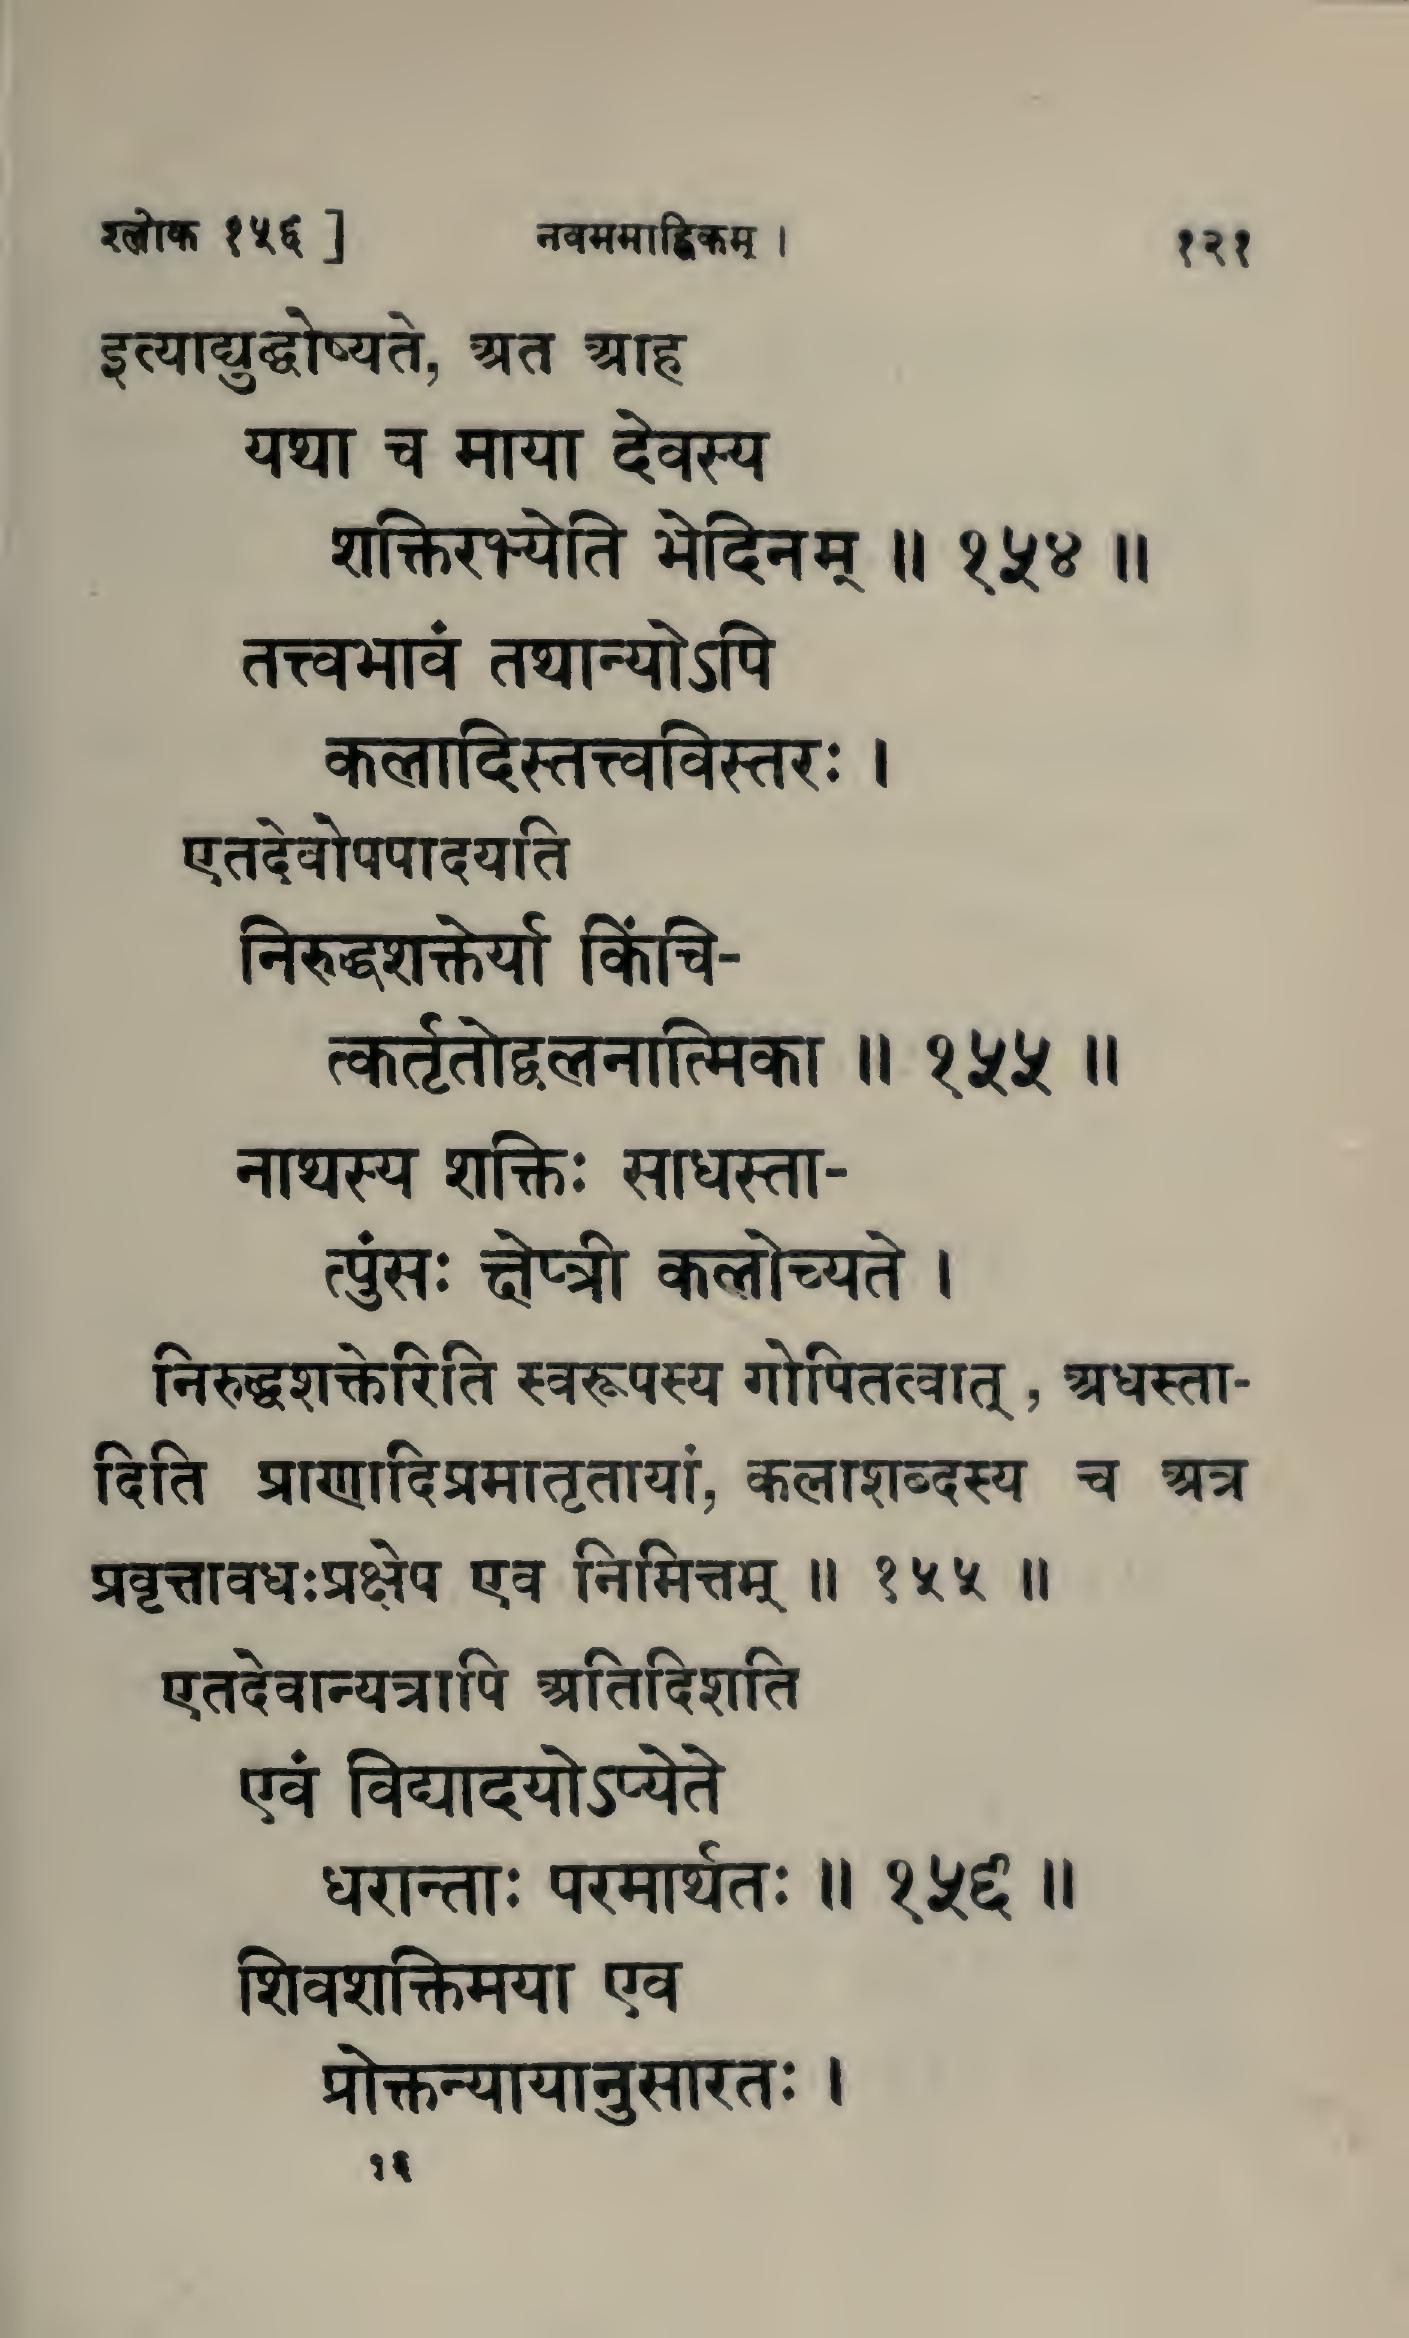 श्लोक १५६ ] नवममाह्निकम् । १२१
इत्याद्युद्घोष्यते, अत आह
यथा च माया देवस्य
शक्तिरभ्येति भेदिनम् ॥ १५४ ॥
तत्त्वभावं तथान्योऽपि
कलादिस्तत्त्वविस्तरः ।
एतदेवोपपादयति
निरुद्धशक्तेर्या किंचि-
त्कर्तृतोद्वलनात्मिका ॥ १५५ ॥
नाथस्य शक्तिः साधस्ता-
त्पुंसः क्षेप्त्री कलोच्यते ।
निरुद्धशक्तेरिति स्वरूपस्य गोपितत्वात् , अधस्ता-
दिति प्राणादिप्रमातृतायां, कलाशब्दस्य च अत्र
प्रवृत्तावधःप्रक्षेप एव निमित्तम् ॥ १५५ ॥
एतदेवान्यत्रापि अतिदिशति
एवं विद्यादयोऽप्येते
धरान्ताः परमार्थतः ॥ १५६ ॥
शिवशक्तिमया एव
प्रोक्तन्यायानुसारतः ।
१६